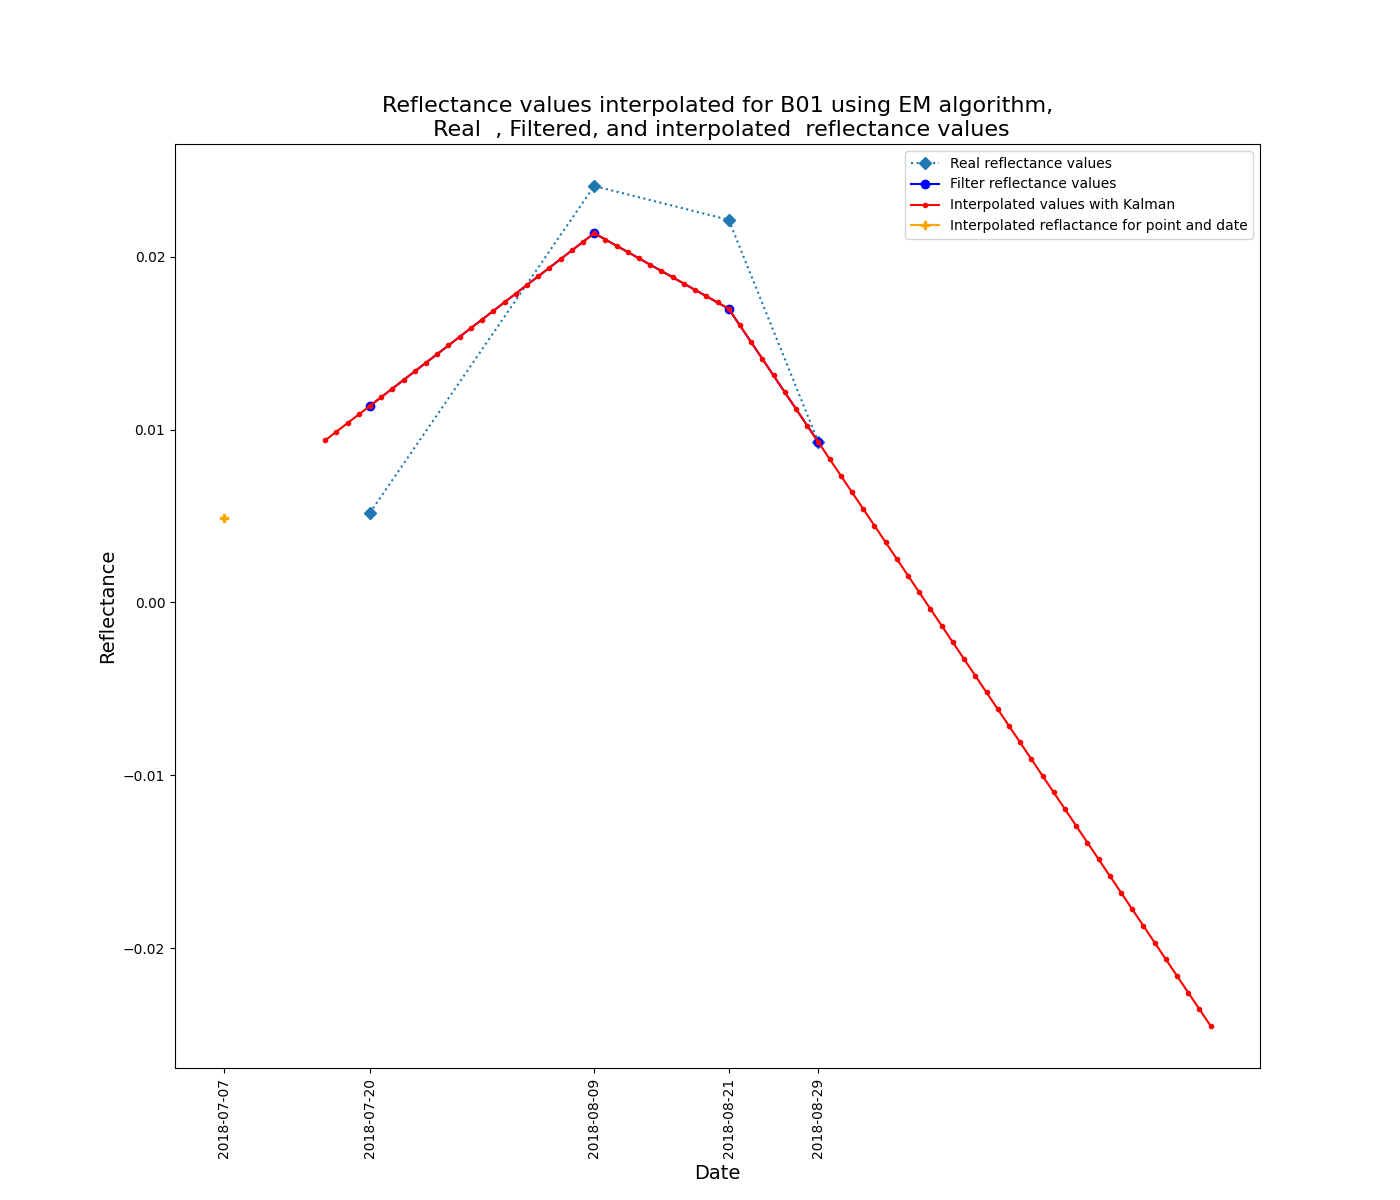 Reflectance values interpolated for B01 using EM algorithm,
Real  , Filtered, and interpolated  reflectance values
Real reflectance values
Filter reflectance values
Interpolated values with Kalman
Interpolated reflactance for point and date
0.02
0.01
0.00
−0.01
−0.02
Reflectance
2018-07-07
2018-07-20
2018-08-09
2018-08-21
2018-08-29
Date